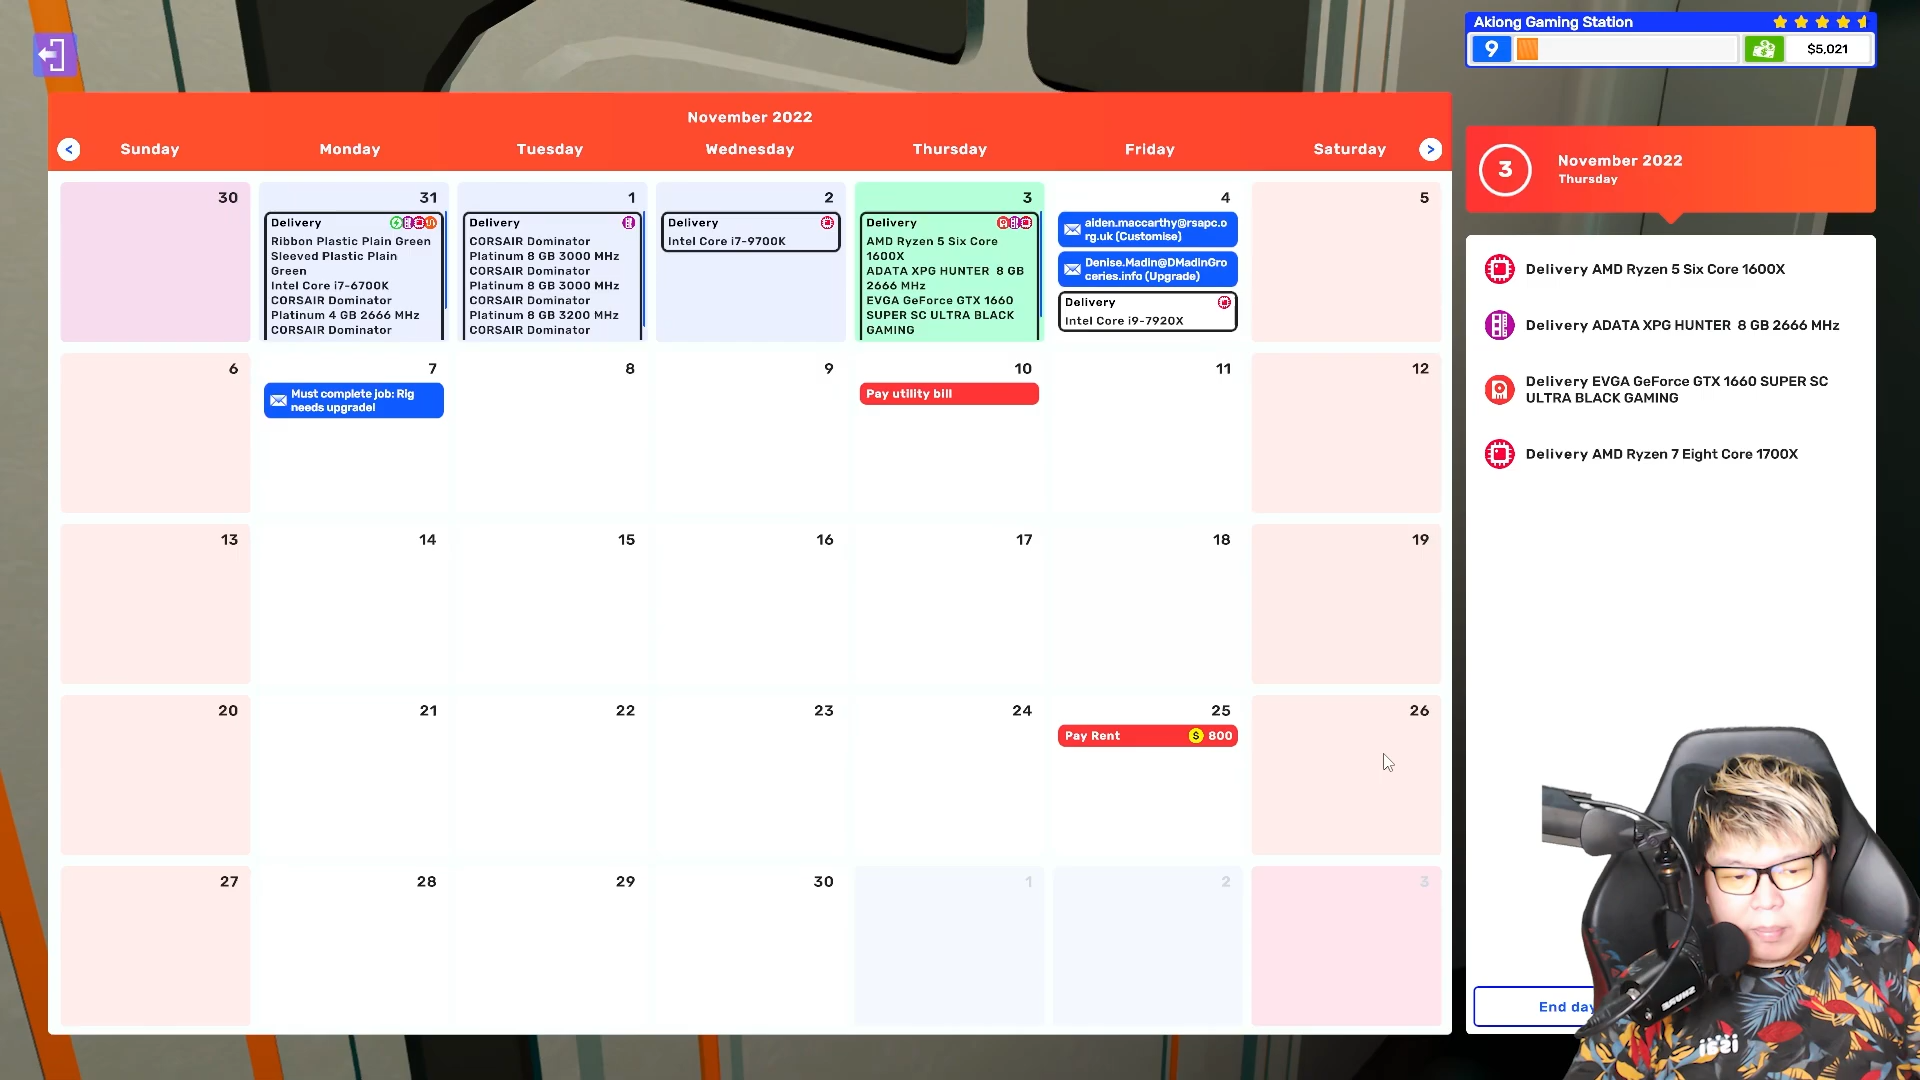 Akiong Gaming Station
9
$5,021
November 2022
<
Sunday
Monday
Tuesday
Wednesday
Thursday
Friday
Saturday
>
3
November 2022
Thursday
30
31
Delivery
Ribbon Plastic Plain Green
Sleeved Plastic Plain
Green
Intel Core i7-6700K
CORSAIR Dominator
Platinum 4 GB 2666 MHz
CORSAIR Dominator
1
Delivery
CORSAIR Dominator
Platinum 8 GB 3000 MHz
CORSAIR Dominator
Platinum 8 GB 3000 MHz
CORSAIR Dominator
Platinum 8 GB 3200 MHz
CORSAIR Dominator
2
Delivery
Intel Core i7-9700K
3
Delivery
AMD Ryzen 5 Six Core
1600X
ADATA XPG HUNTER 8 GB
2666 MHz
EVGA GeForce GTX 1660
SUPER SC ULTRA BLACK
GAMING
4
aiden.maccarthy@rsapc.o
rg.uk (Customise)
Denise.Madin@DMadinGro
ceries.info (Upgrade)
Delivery
Intel Core i9-7920X
5
6
7
Must complete job: Rig
needs upgrade!
8
9
10
Pay utility bill
11
12
13
14
15
16
17
18
19
20
21
22
23
24
25
Pay Rent $ 800
26
27
28
29
30
1
2
3
Delivery AMD Ryzen 5 Six Core 1600X
Delivery ADATA XPG HUNTER 8 GB 2666 MHz
Delivery EVGA GeForce GTX 1660 SUPER SC
ULTRA BLACK GAMING
Delivery AMD Ryzen 7 Eight Core 1700X
End day
SHURE